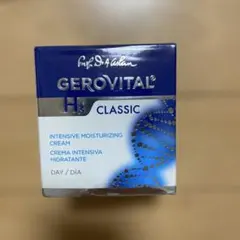 Prof. Dr. A. Aslan
GEROVITAL®
H3 CLASSIC
INTENSIVE MOISTURIZING
CREAM
CREMA INTENSIVA
HIDRATANTE
DAY / DÍA